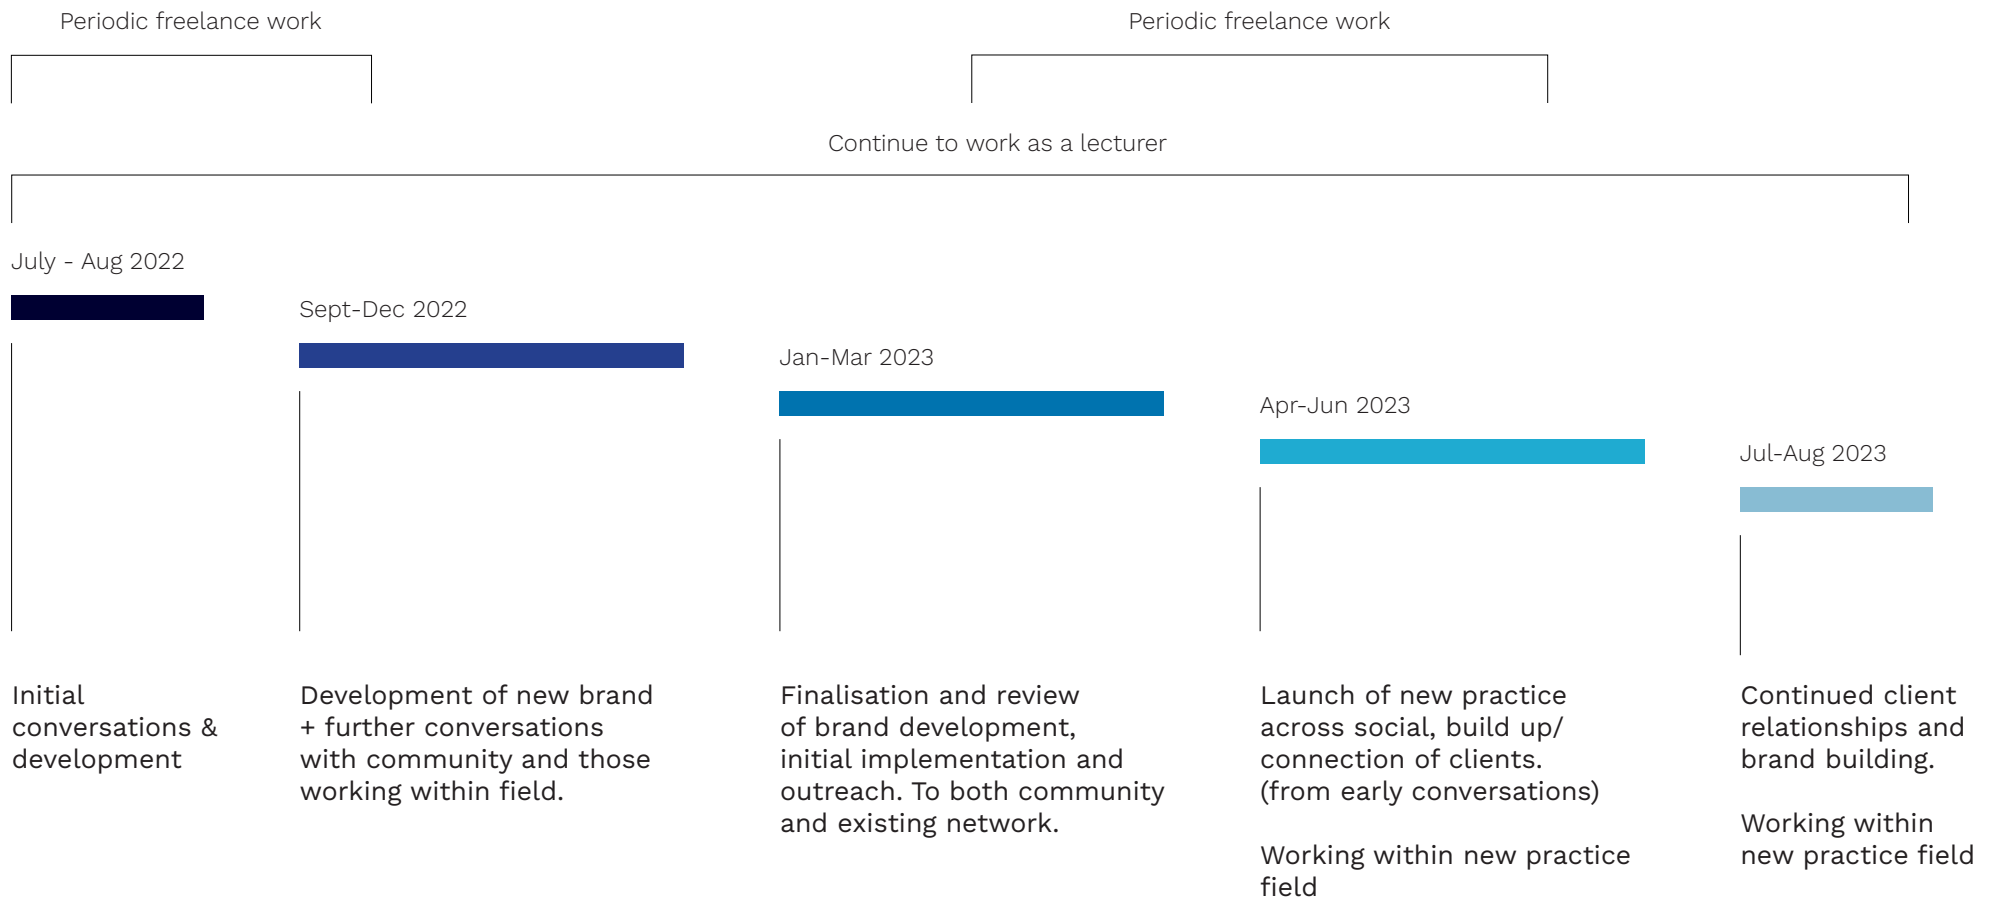 Periodic freelance work
Periodic freelance work
Continue to work as a lecturer
July - Aug 2022
Sept-Dec 2022
Jan-Mar 2023
Apr-Jun 2023
Jul-Aug 2023
Initial
conversations &
development
Development of new brand
+ further conversations
with community and those
working within field.
Finalisation and review
of brand development,
initial implementation and
outreach. To both community
and existing network.
Launch of new practice
across social, build up/
connection of clients.
(from early conversations)
Working within new practice
field
Continued client
relationships and
brand building.
Working within
new practice field